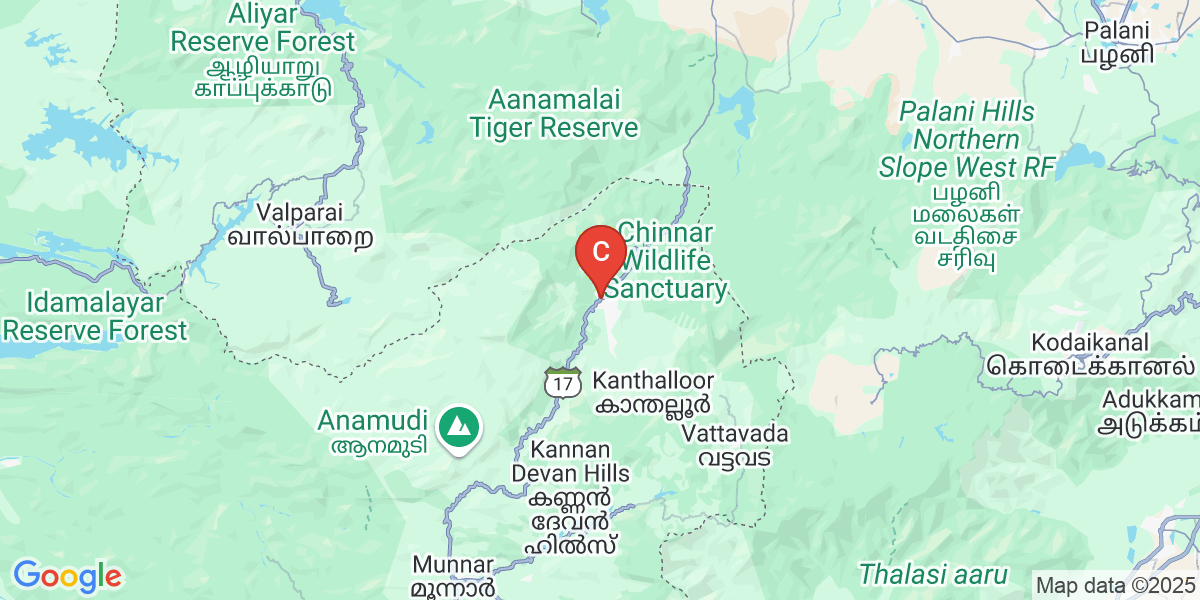 Aliyar
Reserve Forest
ஆழியாறு
காப்புக்காடு
Palani
பழனி
Aanamalai
Tiger Reserve
Palani Hills
Northern
Slope West RF
பழனி
மலைகள்
வடதிசை
சரிவு
Valparai
வால்பாறை
C
Chinnar
Wildlife
Sanctuary
Idamalayar
Reserve Forest
Kodaikanal
கொடைக்கானல்
17
Kanthalloor
കാന്തല്ലൂർ
Adukkam
அடுக்கம்
Anamudi
ആനമുടി
Vattavada
വട്ടവട
Kannan
Devan Hills
കണ്ണൻ
ദേവൻ
ഹിൽസ്
Munnar
മൂന്നാർ
Thalasi aaru
Google
Map data ©2025